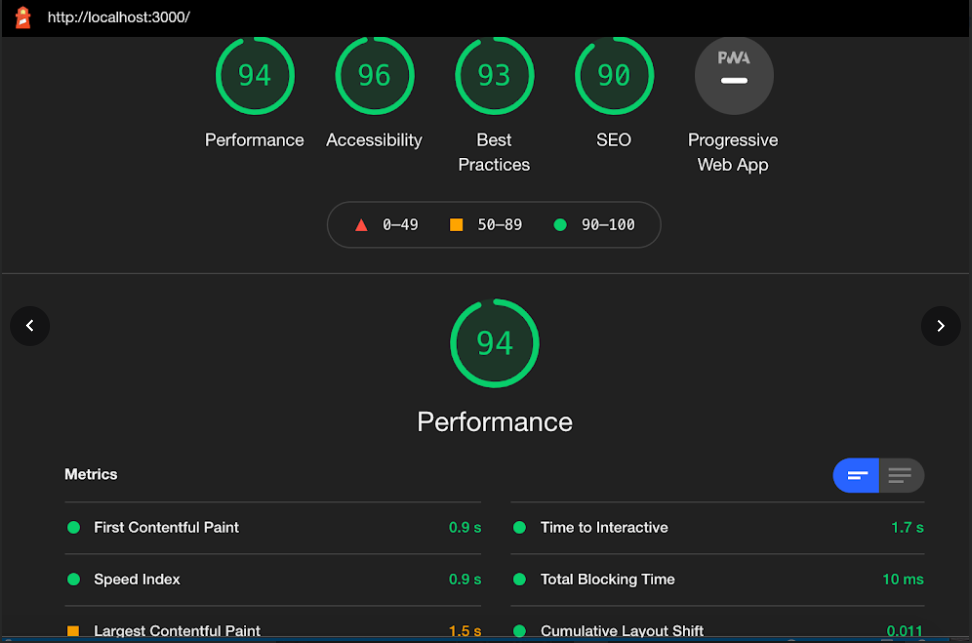 http://localhost:3000/
94
96
93
90
PWA
Performance
Accessibility
Best
Practices
SEO
Progressive
Web App
0–49
50–89
90–100
94
Performance
Metrics
First Contentful Paint 0.9 s
Time to Interactive 1.7 s
Speed Index 0.9 s
Total Blocking Time 10 ms
Largest Contentful Paint 1.5 s
Cumulative Layout Shift 0.011